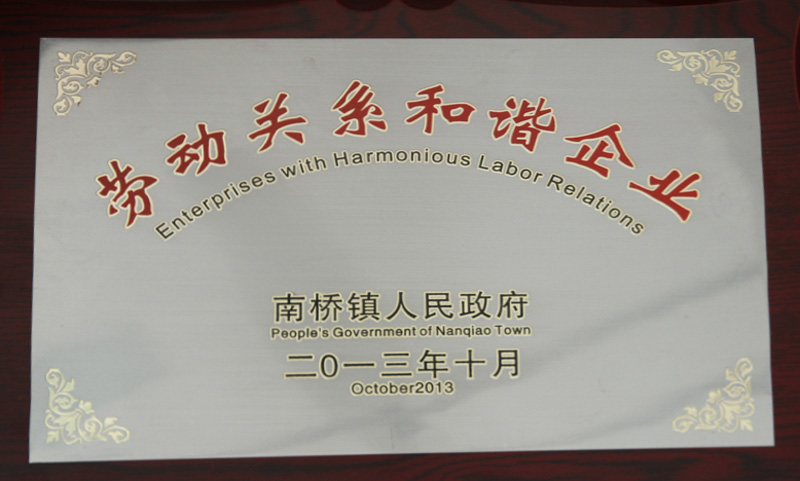 劳动关系和谐企业
Enterprises with Harmonious Labor Relations
南桥镇人民政府
People's Government of Nanqiao Town
二0一三年十月
October2013